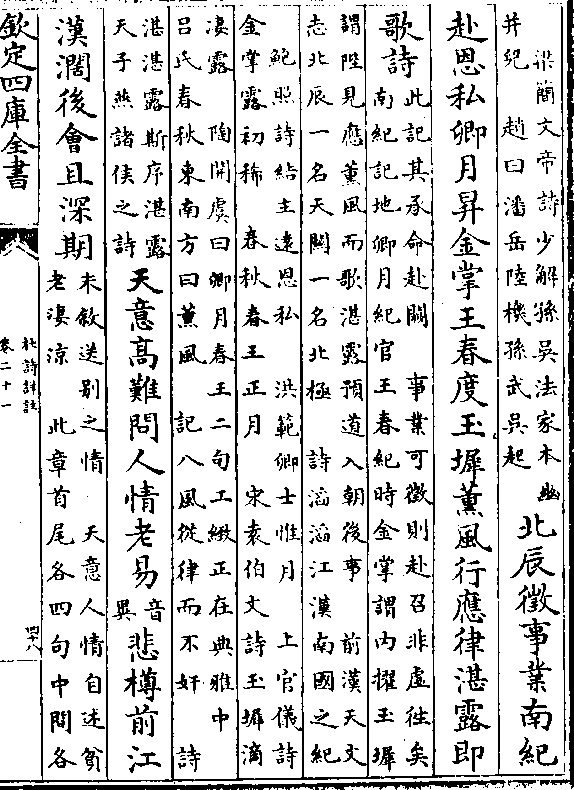 梁簡文帝詩少解孫吳法家本幽
并紀 趙曰潘岳陸機孫武吳起
北辰徵事業南紀
赴恩私卿月昇金掌王春度玉墀薰風行應律湛露即
歌詩
此記其承命赴闕 事業可徵則赴召非虛往矣
南紀記地卿月紀官王春紀時金掌謂內擢玉墀
謂陛見應薰風而歌湛露預道入朝後事 前漢天文
志北辰一名天關一名北極 詩滔滔江漢南國之紀
鮑照詩結主遠恩私 洪範卿士惟月 上官儀詩
金掌露初稀 春秋春王正月 宋袁伯文詩玉墀滴
凄露 陶開虞曰卿月春王二句工緻正在典雅中
呂氏春秋東南方曰薰風 記八風從律而不奸 詩
湛湛露斯序湛露
天子燕諸侯之詩
天意高難問人情老易
音異
悲樽前江
漢濶後會且深期
未敘送別之情 天意人情自述貧
老凄涼 此章首尾各四句中間各
欽定四庫全書
杜詩詳註
卷二十一
四十八